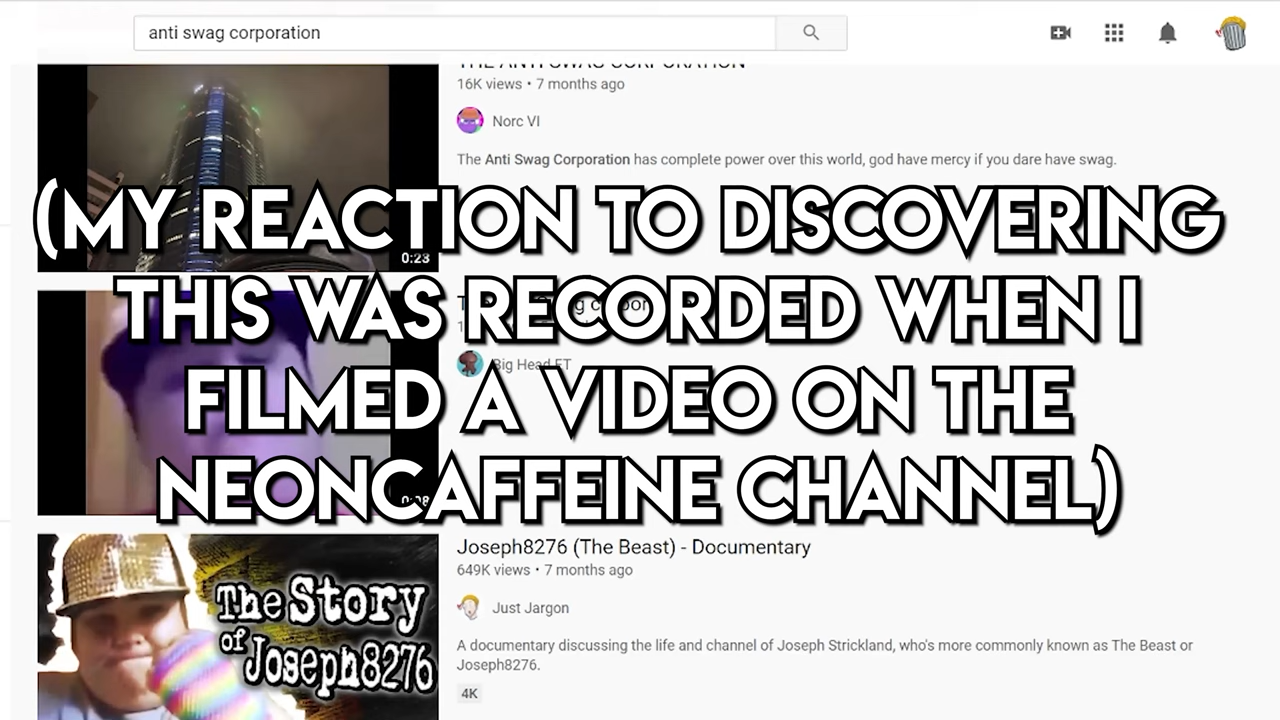 anti swag corporation
THE ANTI SWAG CORPORATION
16K views • 7 months ago
Norc VI
The Anti Swag Corporation has complete power over this world, god have mercy if you dare have swag.
0:23
(MY REACTION TO DISCOVERING
THIS WAS RECORDED WHEN I
FILMED A VIDEO ON THE
NEONCAFFEINE CHANNEL)
Big Head ET
Joseph8276 (The Beast) - Documentary
649K views • 7 months ago
Just Jargon
A documentary discussing the life and channel of Joseph Strickland, who's more commonly known as The Beast or
Joseph8276.
4K
The Story
of
Joseph8276